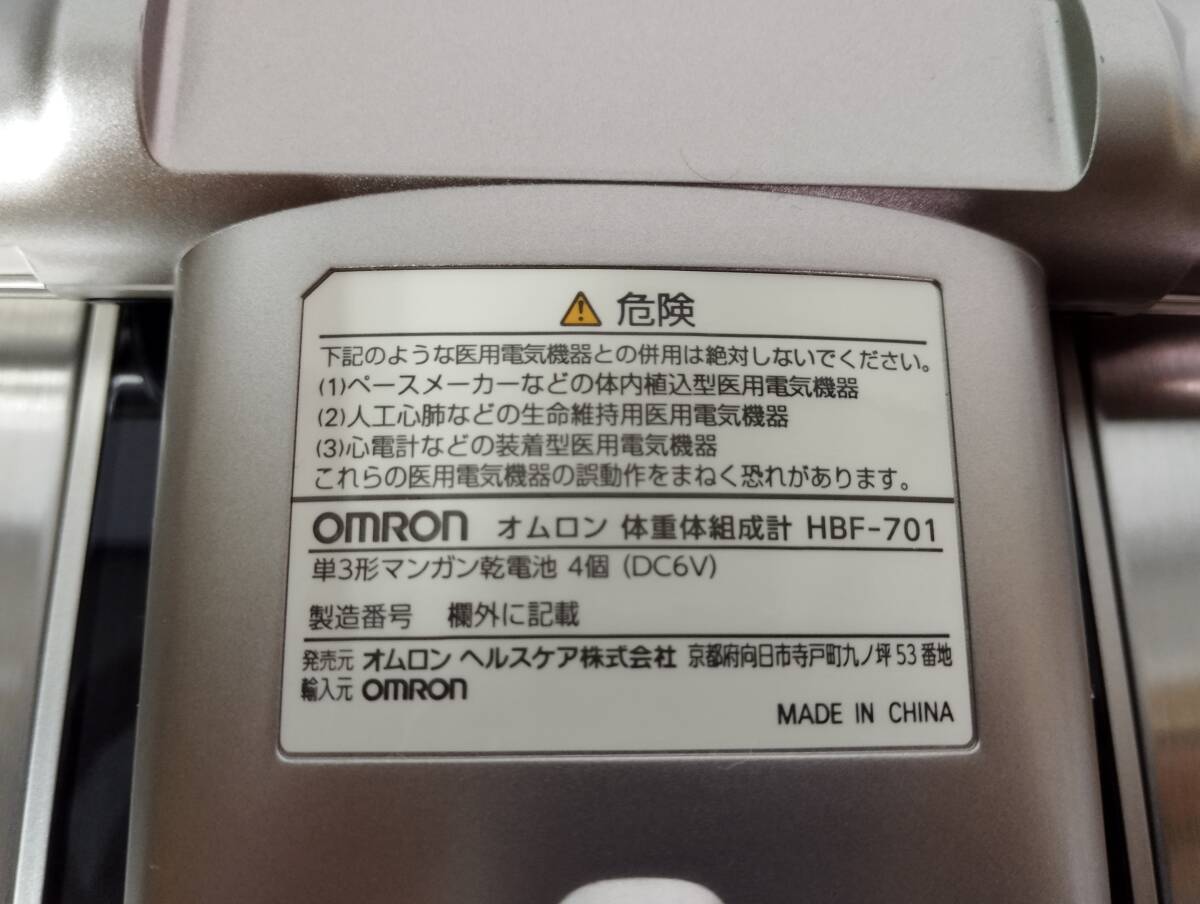 危険
下記のような医用電気機器との併用は絶対しないでください。
(1)ペースメーカーなどの体内植込型医用電気機器
(2)人工心肺などの生命維持用医用電気機器
(3)心電計などの装着型医用電気機器
これらの医用電気機器の誤動作をまねく恐れがあります。
OMRON オムロン 体重体組成計 HBF-701
単3形マンガン乾電池 4個 (DC6V)
製造番号 欄外に記載
発売元 オムロン ヘルスケア株式会社 京都府向日市寺戸町九ノ坪53番地
輸入元 OMRON
MADE IN CHINA